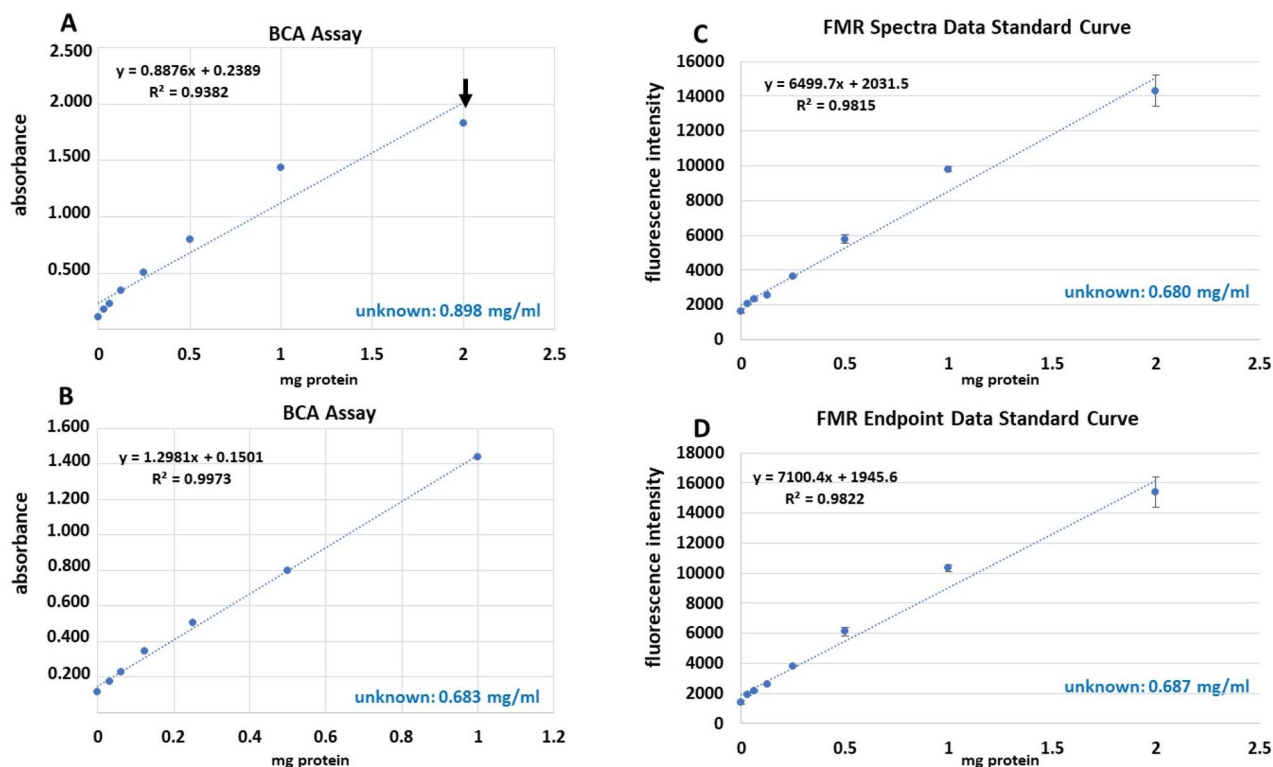 A
BCA Assay
2.500
2.000
1.500
1.000
0.500
y = 0.8876x + 0.2389
R² = 0.9382
absorbance
unknown: 0.898 mg/ml
0 0.5 1 1.5 2 2.5
mg protein
B
BCA Assay
1.600
1.400
1.200
1.000
0.800
0.600
0.400
0.200
y = 1.2981x + 0.1501
R² = 0.9973
absorbance
unknown: 0.683 mg/ml
0 0.2 0.4 0.6 0.8 1 1.2
mg protein
C
FMR Spectra Data Standard Curve
16000
14000
12000
10000
8000
6000
4000
2000
0
y = 6499.7x + 2031.5
R² = 0.9815
fluorescence intensity
unknown: 0.680 mg/ml
0 0.5 1 1.5 2 2.5
mg protein
D
FMR Endpoint Data Standard Curve
18000
16000
14000
12000
10000
8000
6000
4000
2000
0
y = 7100.4x + 1945.6
R² = 0.9822
fluorescence intensity
unknown: 0.687 mg/ml
0 0.5 1 1.5 2 2.5
mg protein